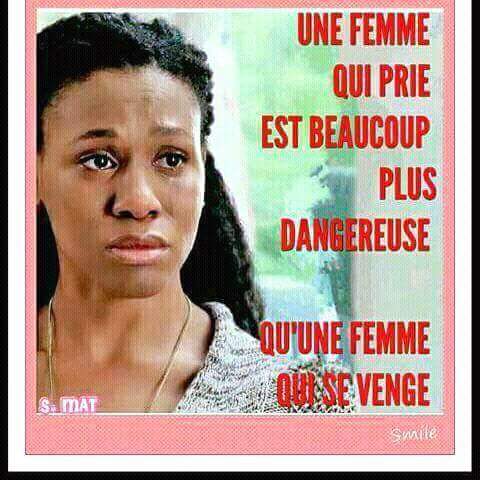 UNE FEMME
QUI PRIE
EST BEAUCOUP
PLUS
DANGEREUSE
QU'UNE FEMME
QUI SE VENGE
S. MAT
Smile